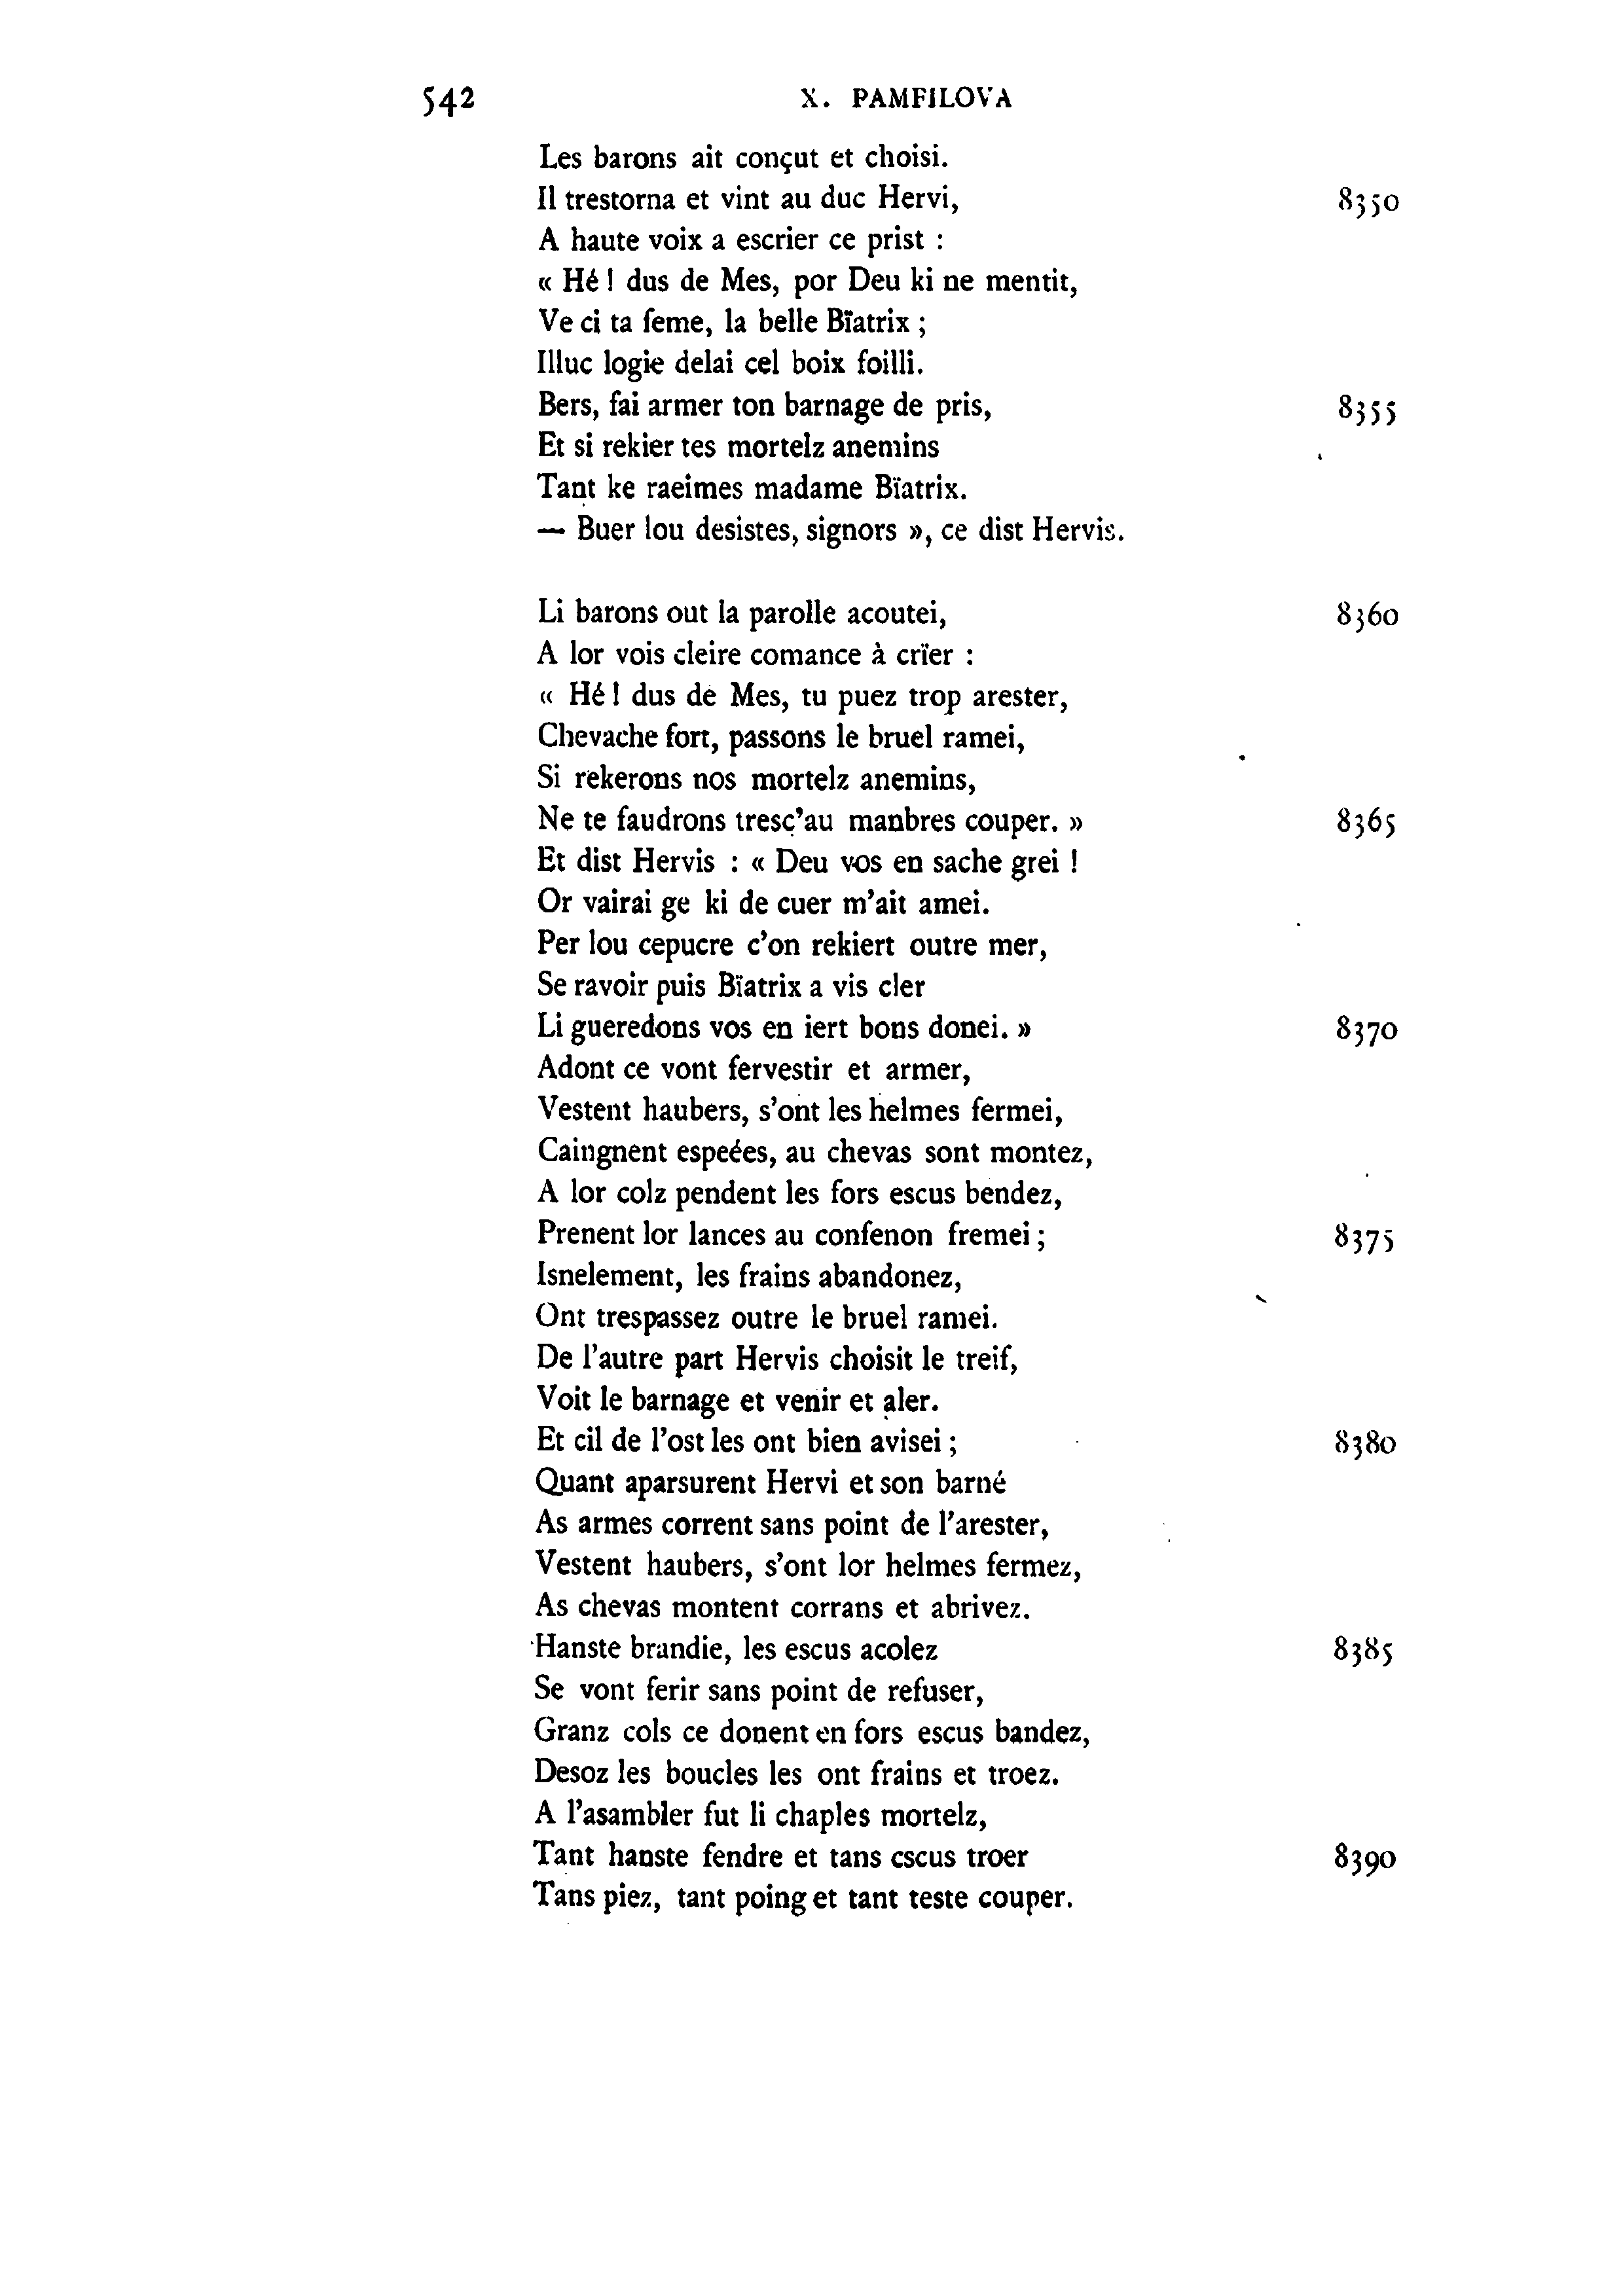 542 X. PAMFILOVA
Les barons ait conçut et choisi.
Il trestorna et vint au duc Hervi, 8350
A haute voix a escrier ce prist :
« Hé ! dus de Mes, por Deu ki ne mentit,
Ve ci ta feme, la belle Bïatrix ;
Illuc logie delai cel boix foilli.
Bers, fai armer ton barnage de pris, 8355
Et si rekier tes mortelz anemins
Tant ke raeimes madame Bïatrix.
— Buer lou desistes, signors », ce dist Hervis.
Li barons out la parolle acoutei, 8360
A lor vois cleire comance à crïer :
« Hé ! dus de Mes, tu puez trop arester,
Chevache fort, passons le bruel ramei,
Si rekerons nos mortelz anemins,
Ne te faudrons tresc'au manbres couper. » 8365
Et dist Hervis : « Deu vos en sache grei !
Or vairai ge ki de cuer m'ait amei.
Per lou cepucre c'on rekiert outre mer,
Se ravoir puis Bïatrix a vis cler
Li gueredons vos en iert bons donei. » 8370
Adont ce vont fervestir et armer,
Vestent haubers, s'ont les helmes fermei,
Caingnent espeées, au chevas sont montez,
A lor colz pendent les fors escus bendez,
Prenent lor lances au confenon fremei ; 8375
Isnelement, les frains abandonez,
Ont trespassez outre le bruel ramei.
De l'autre part Hervis choisit le treif,
Voit le barnage et venir et aler.
Et cil de l'ost les ont bien avisei ; 8380
Quant aparsurent Hervi et son barné
As armes corrent sans point de l'arester,
Vestent haubers, s'ont lor helmes fermez,
As chevas montent corrans et abrivez.
Hanste brandie, les escus acolez 8385
Se vont ferir sans point de refuser,
Granz cols ce donent en fors escus bandez,
Desoz les boucles les ont frains et troez.
A l'asambler fut li chaples mortelz,
Tant hanste fendre et tans escus troer 8390
Tans piez, tant poing et tant teste couper.